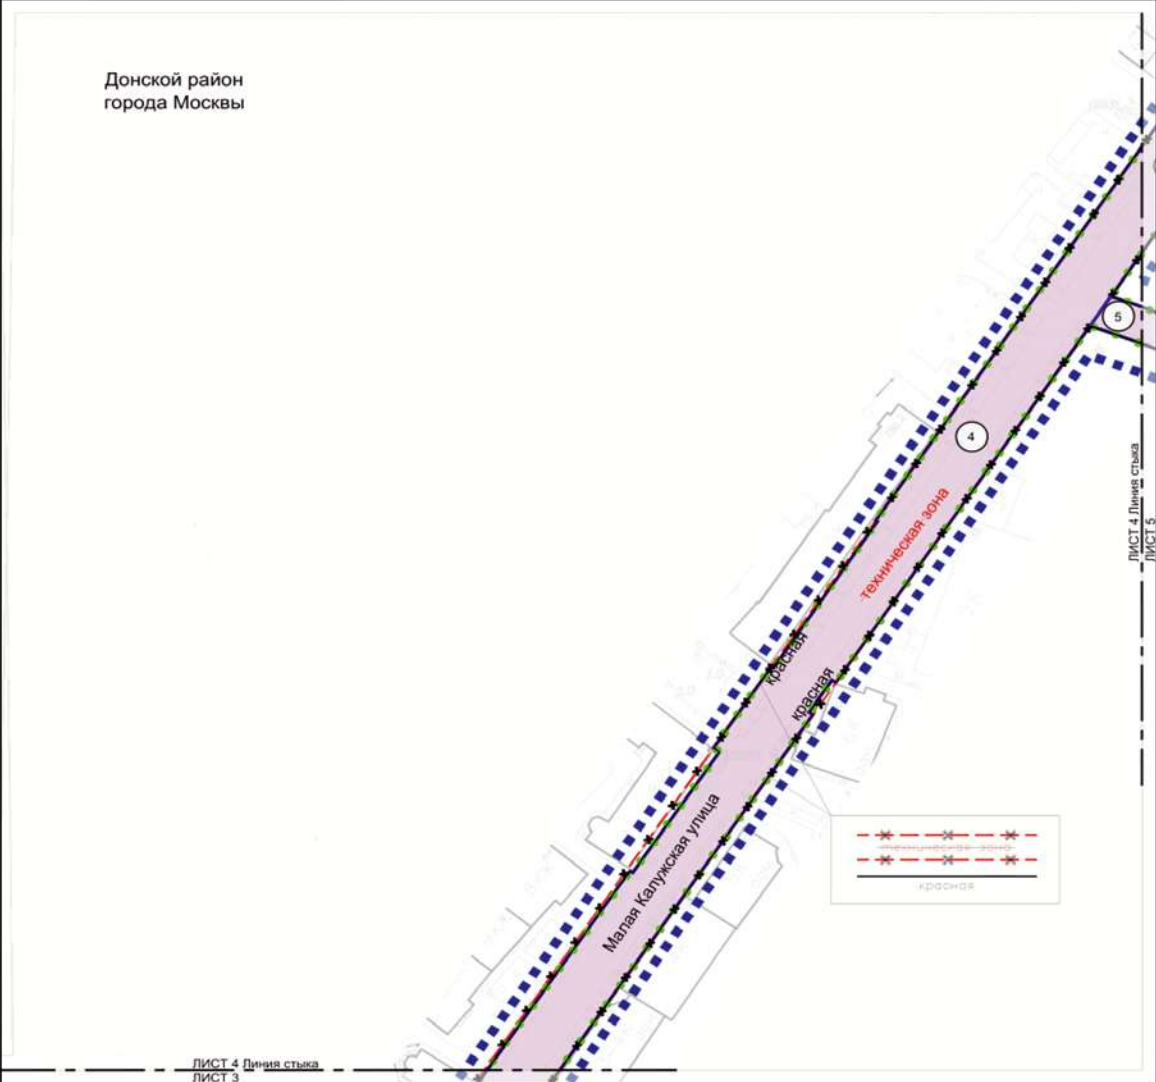 Донской район
города Москвы
5
4
ЛИСТ 4 Линия стыка
ЛИСТ 5
техническая зона
красная
красная
Малая Калужская улица
техническая зона
красная
ЛИСТ 4 Линия стыка
ЛИСТ 3